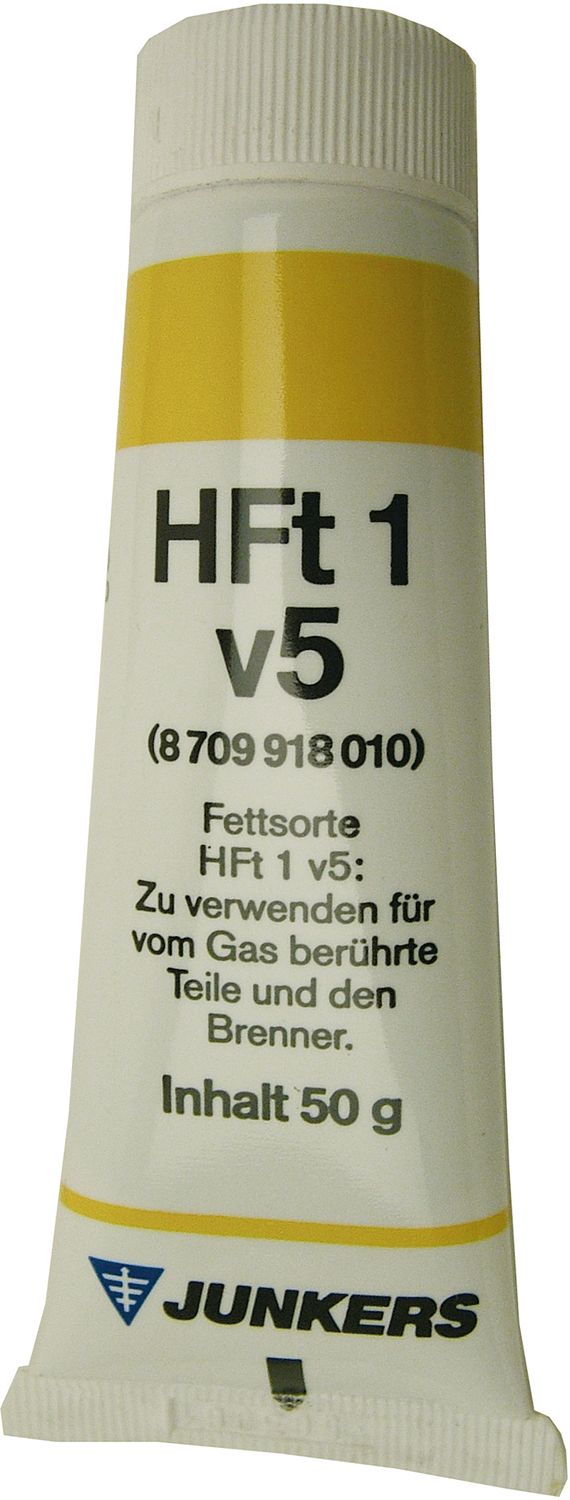 HFt 1
v5
(8 709 918 010)
Fettsorte
HFt 1 v5:
Zu verwenden für
vom Gas berührte
Teile und den
Brenner.
Inhalt 50 g
JUNKERS